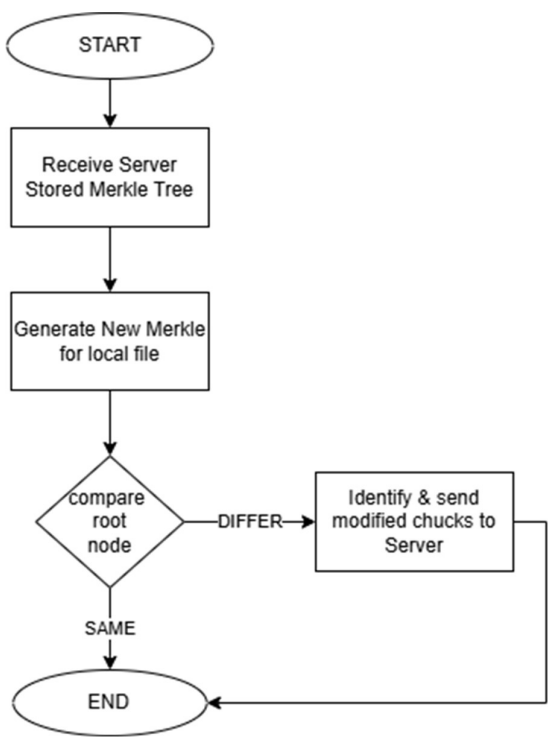 START
Receive Server
Stored Merkle Tree
Generate New Merkle
for local file
compare
root
node
DIFFER
Identify & send
modified chucks to
Server
SAME
END